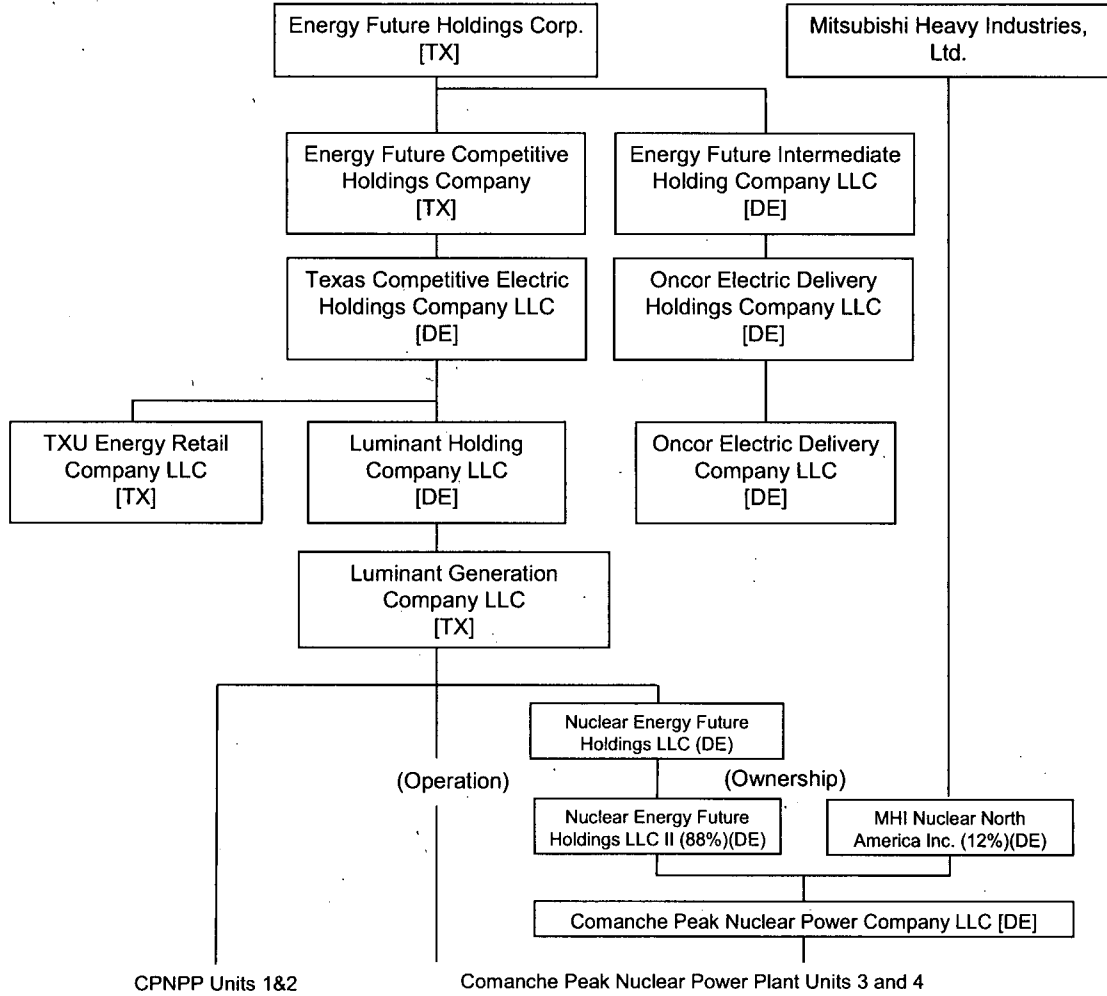 Energy Future Holdings Corp.
[TX]
Mitsubishi Heavy Industries,
Ltd.
Energy Future Competitive
Holdings Company
[TX]
Energy Future Intermediate
Holding Company LLC
[DE]
Texas Competitive Electric
Holdings Company LLC
[DE]
Oncor Electric Delivery
Holdings Company LLC
[DE]
TXU Energy Retail
Company LLC
[TX]
Luminant Holding
Company LLC
[DE]
Oncor Electric Delivery
Company LLC
[DE]
Luminant Generation
Company LLC
[TX]
Nuclear Energy Future
Holdings LLC (DE)
(Operation)
(Ownership)
Nuclear Energy Future
Holdings LLC II (88%)(DE)
MHI Nuclear North
America Inc. (12%)(DE)
Comanche Peak Nuclear Power Company LLC [DE]
CPNPP Units 1&2
Comanche Peak Nuclear Power Plant Units 3 and 4